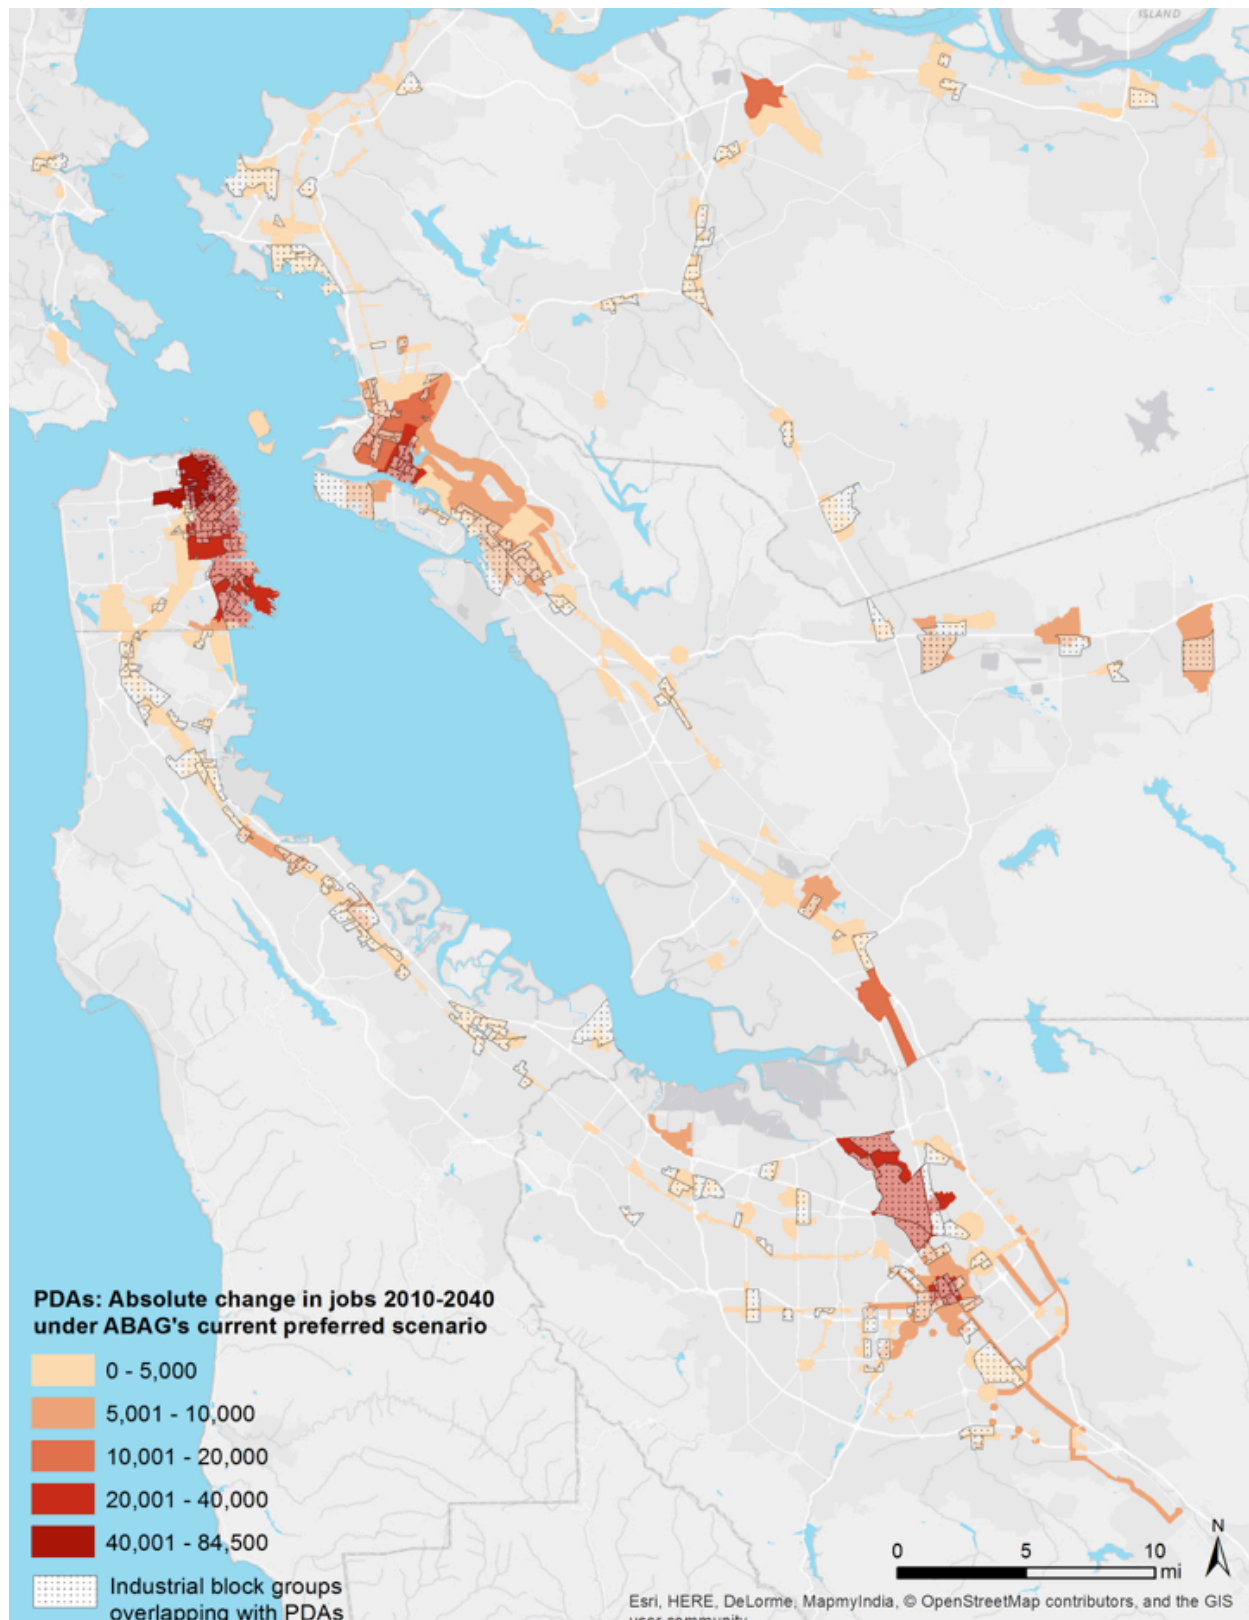 ISLAND
PDAs: Absolute change in jobs 2010-2040
under ABAG's current preferred scenario
0 - 5,000
5,001 - 10,000
10,001 - 20,000
20,001 - 40,000
40,001 - 84,500
Industrial block groups
overlapping with PDAs
N
0 5 10
mi
Esri, HERE, DeLorme, MapmyIndia, © OpenStreetMap contributors, and the GIS
user community